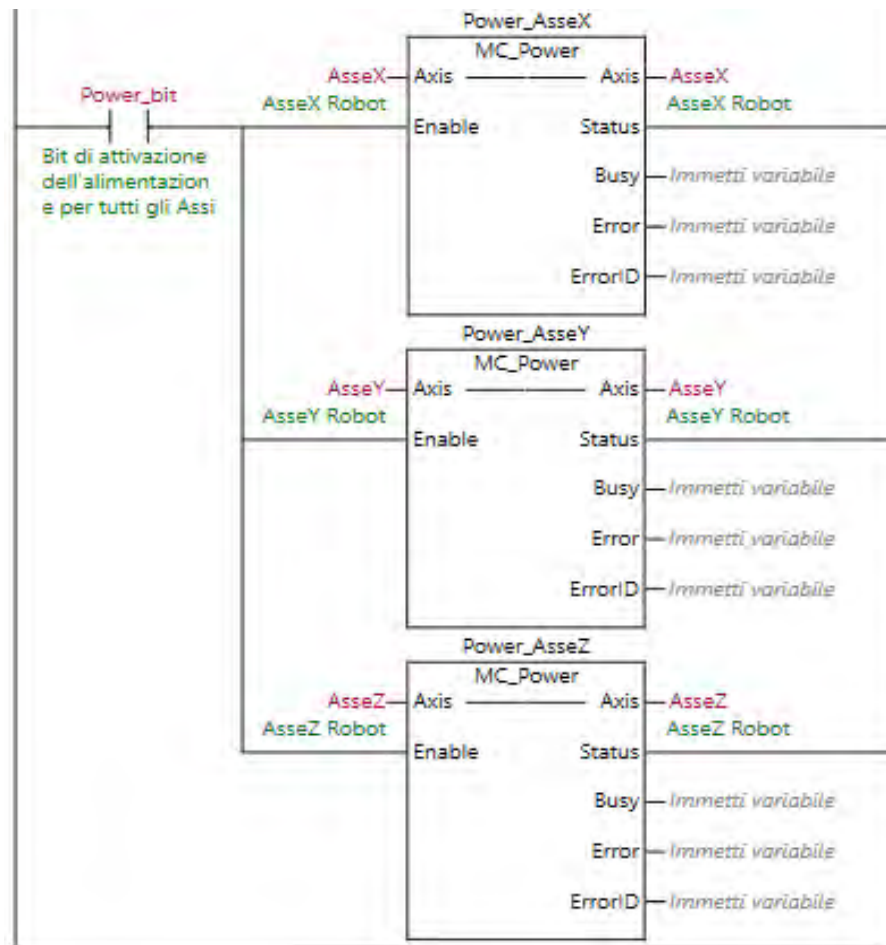 Power_AsseX
MC_Power
AsseX Axis Axis AsseX
AsseX Robot AsseX Robot
Power_bit
Enable Status
Bit di attivazione
dell'alimentazion
e per tutti gli Assi
Busy Immetti variabile
Error Immetti variabile
ErrorID Immetti variabile
Power_AsseY
MC_Power
AsseY Axis Axis AsseY
AsseY Robot AsseY Robot
Enable Status
Busy Immetti variabile
Error Immetti variabile
ErrorID Immetti variabile
Power_AsseZ
MC_Power
AsseZ Axis Axis AsseZ
AsseZ Robot AsseZ Robot
Enable Status
Busy Immetti variabile
Error Immetti variabile
ErrorID Immetti variabile